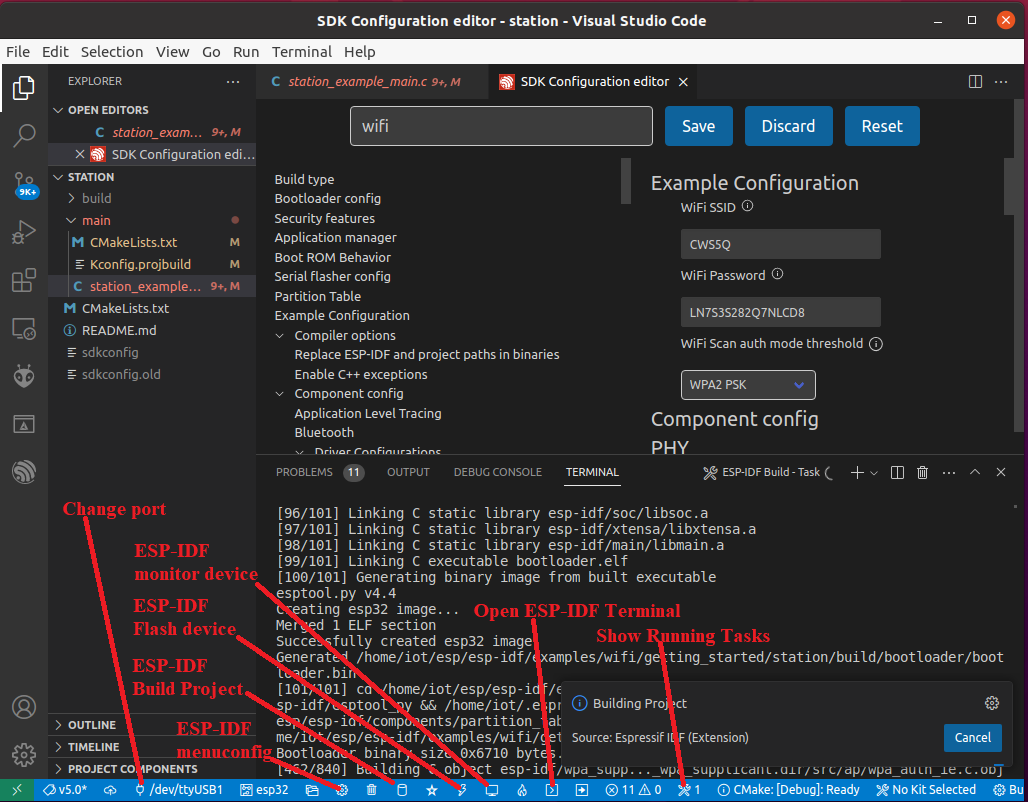 SDK Configuration editor - station - Visual Studio Code
File Edit Selection View Go Run Terminal Help
EXPLORER
OPEN EDITORS
C station_exam... 9+, M
SDK Configuration edi...
STATION
build
main
M CMakeLists.txt M
Kconfig.projbuild M
C station_example... 9+, M
M CMakeLists.txt
README.md
sdkconfig
sdkconfig.old
9K+
OUTLINE
TIMELINE
PROJECT COMPONENTS
C station_example_main.c 9+, M
SDK Configuration editor
wifi
Save
Discard
Reset
Build type
Bootloader config
Security features
Application manager
Boot ROM Behavior
Serial flasher config
Partition Table
Example Configuration
Compiler options
Replace ESP-IDF and project paths in binaries
Enable C++ exceptions
Component config
Application Level Tracing
Bluetooth
Driver Configurations
Example Configuration
WiFi SSID
CWS5Q
WiFi Password
LN7S3S282Q7NLCD8
WiFi Scan auth mode threshold
WPA2 PSK
Component config
PHY
PROBLEMS 11 OUTPUT DEBUG CONSOLE TERMINAL
ESP-IDF Build - Task
[96/101] Linking C static library esp-idf/soc/libsoc.a
[97/101] Linking C static library esp-idf/xtensa/libxtensa.a
[98/101] Linking C static library esp-idf/main/libmain.a
[99/101] Linking C executable bootloader.elf
[100/101] Generating binary image from built executable
esptool.py v4.4
Creating esp32 image...
Merged 1 ELF section
Successfully created esp32 image.
Generated /home/iot/esp/esp-idf/examples/wifi/getting_started/station/build/bootloader/boot
loader.bin
[101/101] cd /home/iot/esp/esp-idf/e
sp-idf/esptool_py && /home/iot/.espr
esp/esp-idf/components/partition_tab
me/iot/esp/esp-idf/examples/wifi/get
Bootloader binary size 0x6710 bytes.
[462/840] Building C object esp-idf/wpa_supp..._wpa_supplicant.dir/src/ap/wpa_auth_ie.c.obj
Building Project
Source: Espressif IDF (Extension)
Cancel
Change port
ESP-IDF
monitor device
ESP-IDF
Flash device
ESP-IDF
Build Project
ESP-IDF
menuconfig
Open ESP-IDF Terminal
Show Running Tasks
v5.0* /dev/ttyUSB1 esp32 11 0 1 CMake: [Debug]: Ready No Kit Selected Bu